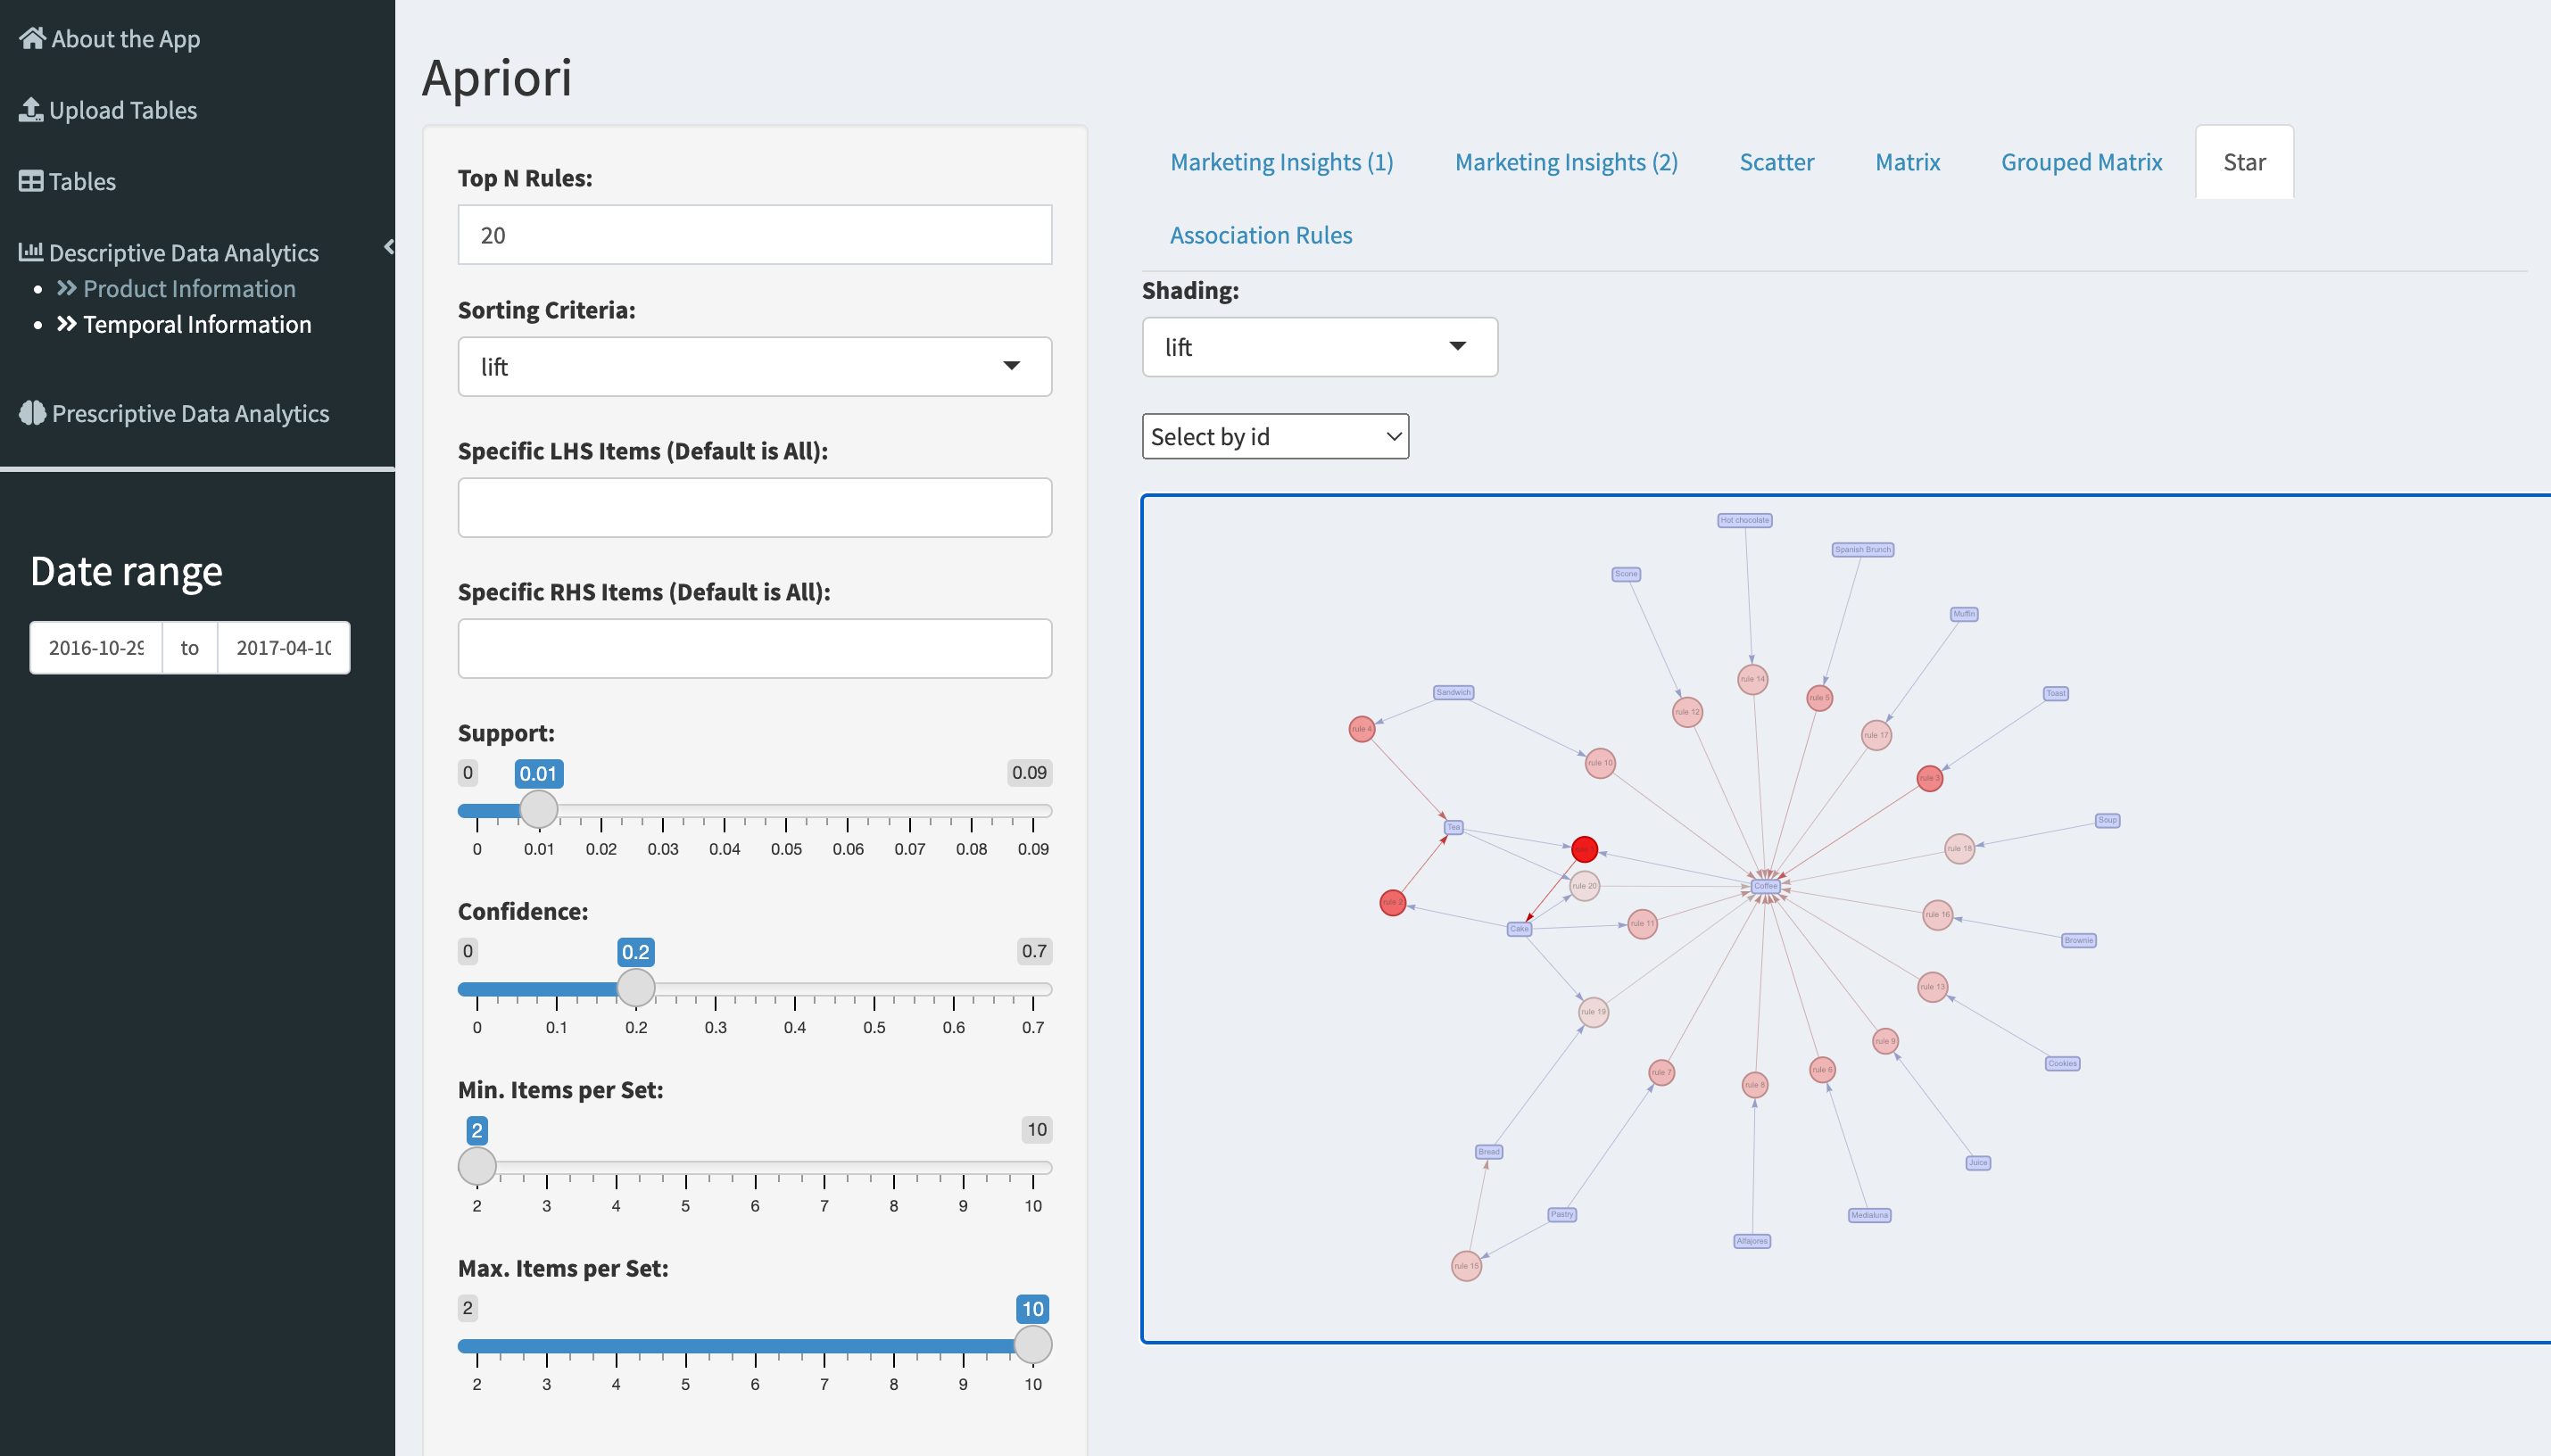 About the App
Upload Tables
Tables
Descriptive Data Analytics
Product Information
Temporal Information
Prescriptive Data Analytics
Date range
2016-10-29 to 2017-04-10
Apriori
Top N Rules:
20
Sorting Criteria:
lift
Specific LHS Items (Default is All):
Specific RHS Items (Default is All):
Support:
0 0.01 0.09
0 0.01 0.02 0.03 0.04 0.05 0.06 0.07 0.08 0.09
Confidence:
0 0.2 0.7
0 0.1 0.2 0.3 0.4 0.5 0.6 0.7
Min. Items per Set:
2 10
2 3 4 5 6 7 8 9 10
Max. Items per Set:
2 10
2 3 4 5 6 7 8 9 10
Marketing Insights (1) Marketing Insights (2) Scatter Matrix Grouped Matrix Star
Association Rules
Shading:
lift
Select by id
Hot chocolate
Spanish Brunch
Scone
Muffin
rule 14
Sandwich
Toast
rule 5
rule 12
rule 4
rule 17
rule 10
rule 3
Soup
Tea
rule 18
rule 20
Coffee
rule 2
rule 16
rule 11
Cake
Brownie
rule 13
rule 19
rule 9
Cookies
rule 6
rule 7
rule 8
Bread
Juice
Pastry
Medialuna
Alfajores
rule 15